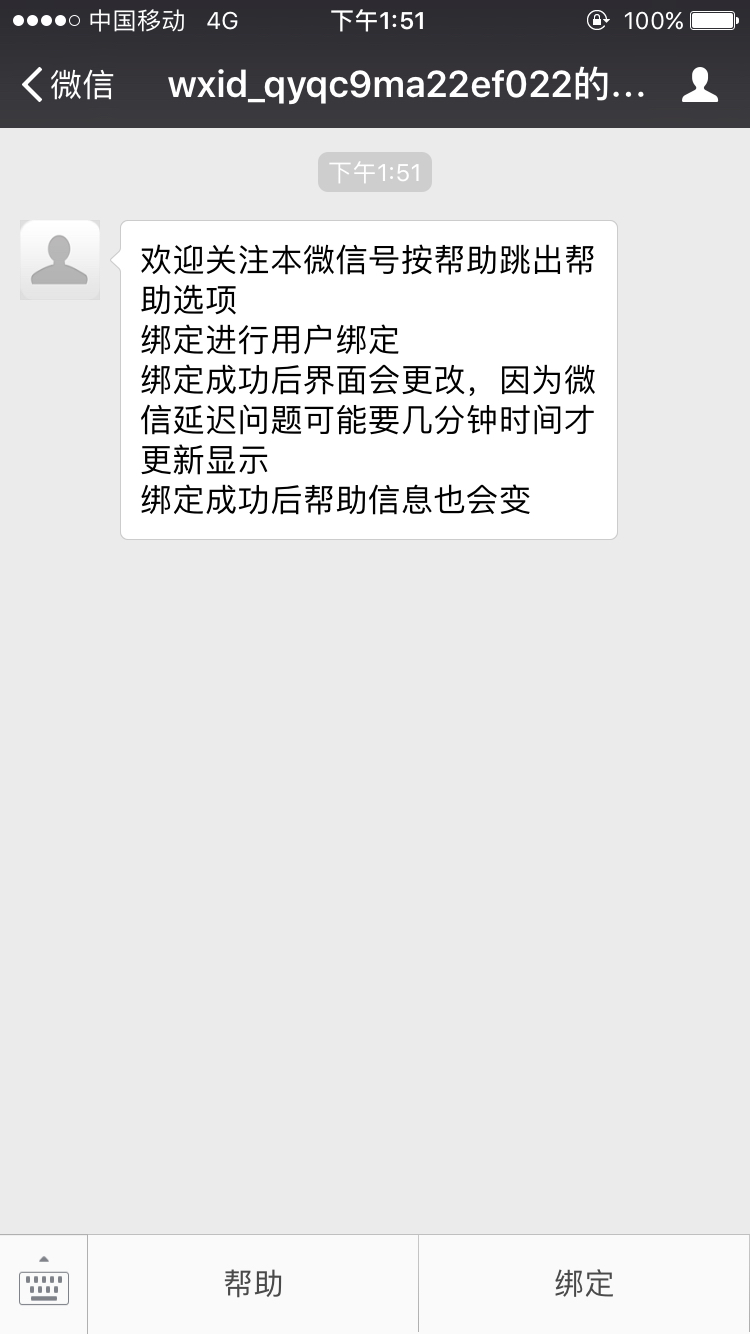 中国移动 4G 下午1:51 100%
微信 wxid_qyqc9ma22ef022的...
下午1:51
欢迎关注本微信号按帮助跳出帮
助选项
绑定进行用户绑定
绑定成功后界面会更改，因为微
信延迟问题可能要几分钟时间才
更新显示
绑定成功后帮助信息也会变
帮助 绑定